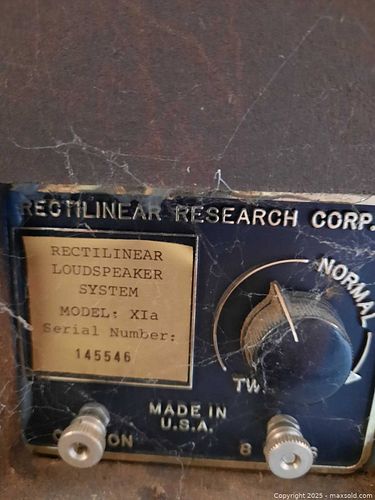 RECTILINEAR RESEARCH CORP.
RECTILINEAR
LOUDSPEAKER
SYSTEM
MODEL: XIa
Serial Number:
145546
NORMAL
MADE IN
U.S.A.
8
Copyright 2025 - maxsold.com